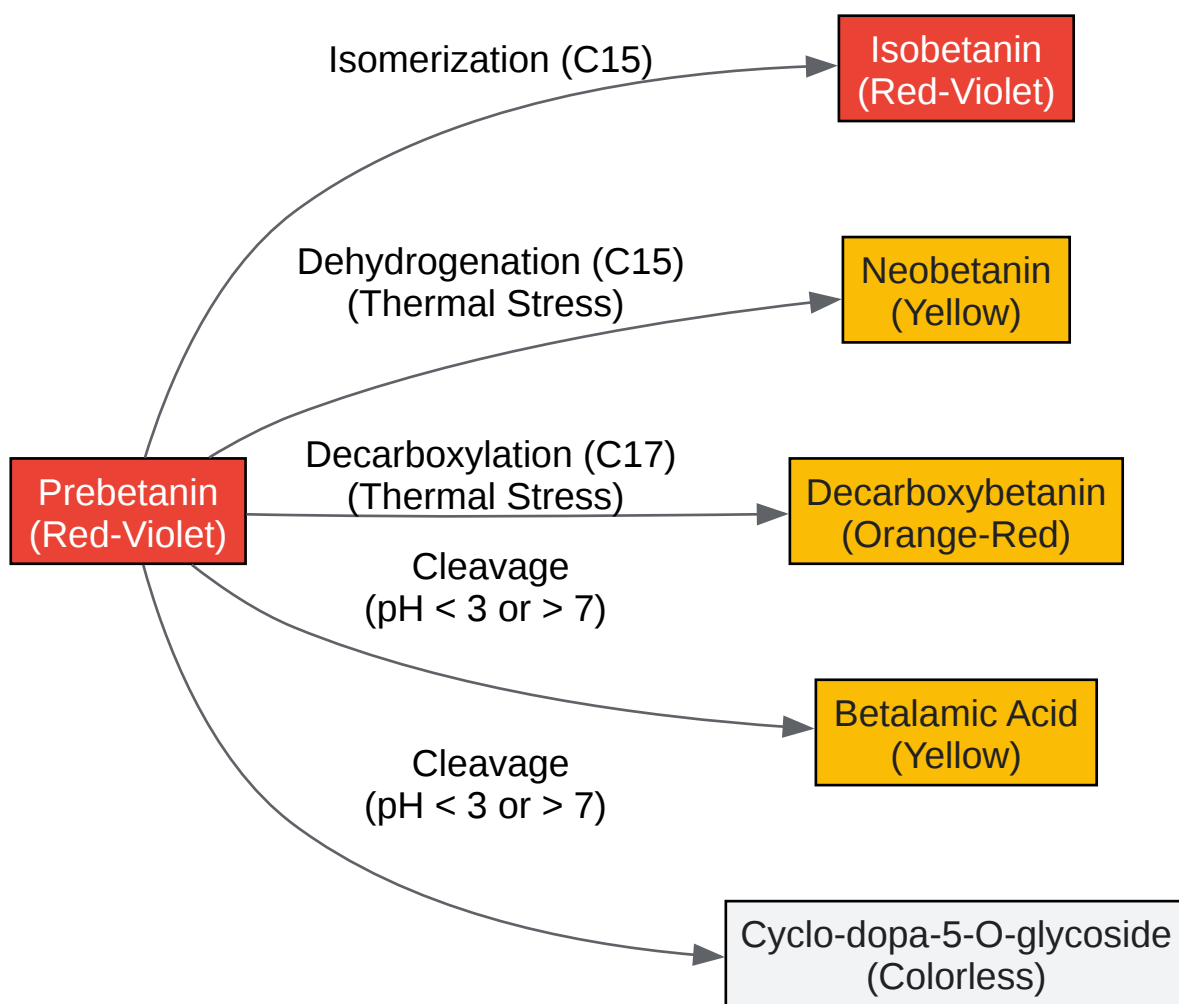 Isomerization (C15)
Isobetanin
(Red-Violet)
Dehydrogenation (C15)
(Thermal Stress)
Neobetanin
(Yellow)
Prebetanin
(Red-Violet)
Decarboxylation (C17)
(Thermal Stress)
Decarboxybetanin
(Orange-Red)
Cleavage
(pH < 3 or > 7)
Betalamic Acid
(Yellow)
Cleavage
(pH < 3 or > 7)
Cyclo-dopa-5-O-glycoside
(Colorless)